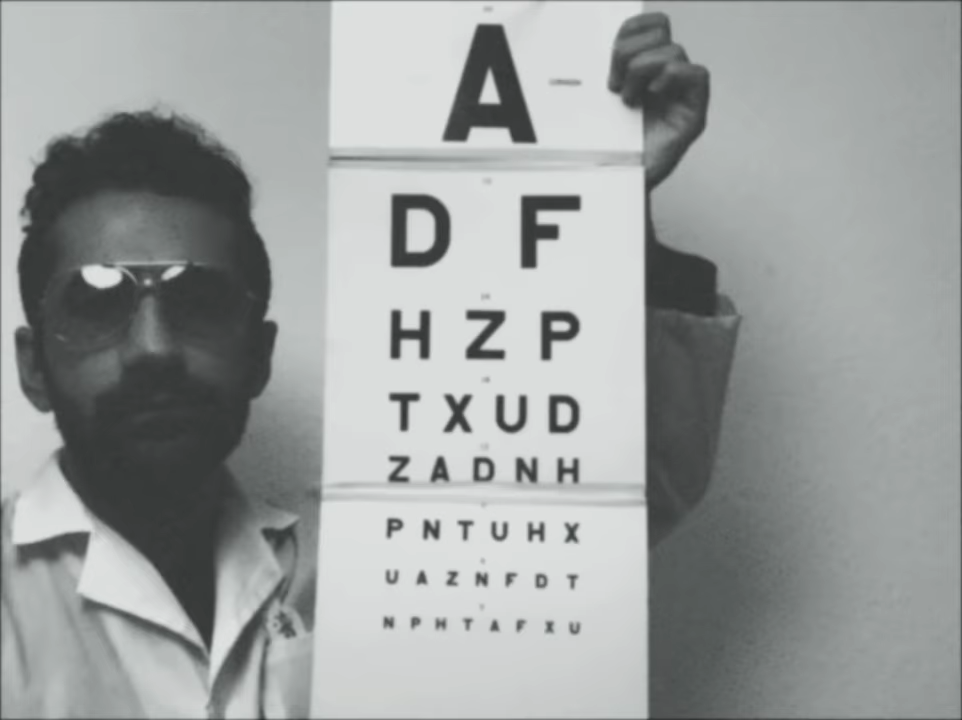 A
D F
H Z P
T X U D
Z A D N H
P N T U H X
U A Z N F D T
N P H T A F X U